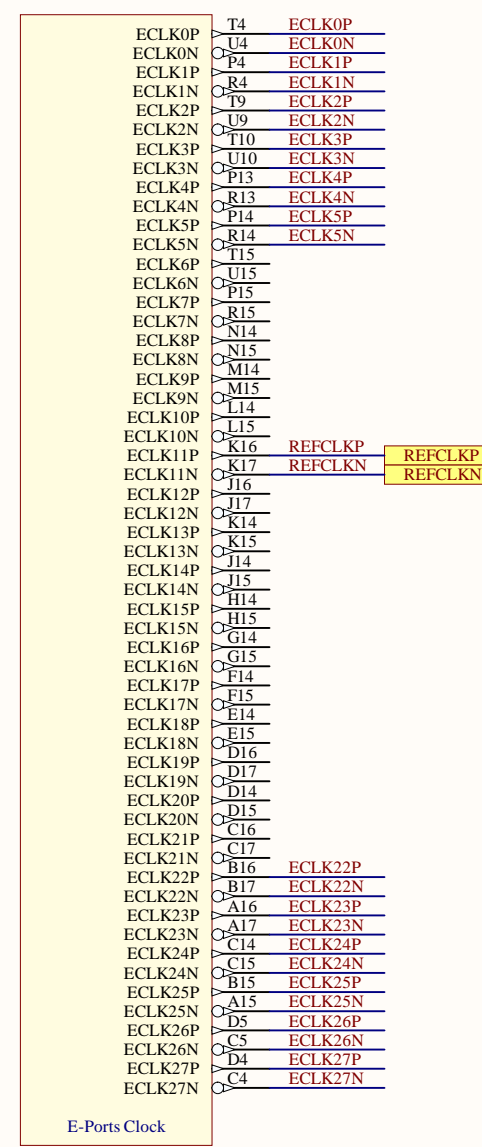 ECLK0P T4 ECLK0P
ECLK0N U4 ECLK0N
ECLK1P P4 ECLK1P
ECLK1N R4 ECLK1N
ECLK2P T9 ECLK2P
ECLK2N U9 ECLK2N
ECLK3P T10 ECLK3P
ECLK3N U10 ECLK3N
ECLK4P P13 ECLK4P
ECLK4N R13 ECLK4N
ECLK5P P14 ECLK5P
ECLK5N R14 ECLK5N
ECLK6P T15
ECLK6N U15
ECLK7P P15
ECLK7N R15
ECLK8P N14
ECLK8N N15
ECLK9P M14
ECLK9N M15
ECLK10P L14
ECLK10N L15
ECLK11P K16 REFCLKP REFCLKP
ECLK11N K17 REFCLKN REFCLKN
ECLK12P J16
ECLK12N J17
ECLK13P K14
ECLK13N K15
ECLK14P J14
ECLK14N J15
ECLK15P H14
ECLK15N H15
ECLK16P G14
ECLK16N G15
ECLK17P F14
ECLK17N F15
ECLK18P E14
ECLK18N E15
ECLK19P D16
ECLK19N D17
ECLK20P D14
ECLK20N D15
ECLK21P C16
ECLK21N C17
ECLK22P B16 ECLK22P
ECLK22N B17 ECLK22N
ECLK23P A16 ECLK23P
ECLK23N A17 ECLK23N
ECLK24P C14 ECLK24P
ECLK24N C15 ECLK24N
ECLK25P B15 ECLK25P
ECLK25N A15 ECLK25N
ECLK26P D5 ECLK26P
ECLK26N C5 ECLK26N
ECLK27P D4 ECLK27P
ECLK27N C4 ECLK27N
E-Ports Clock